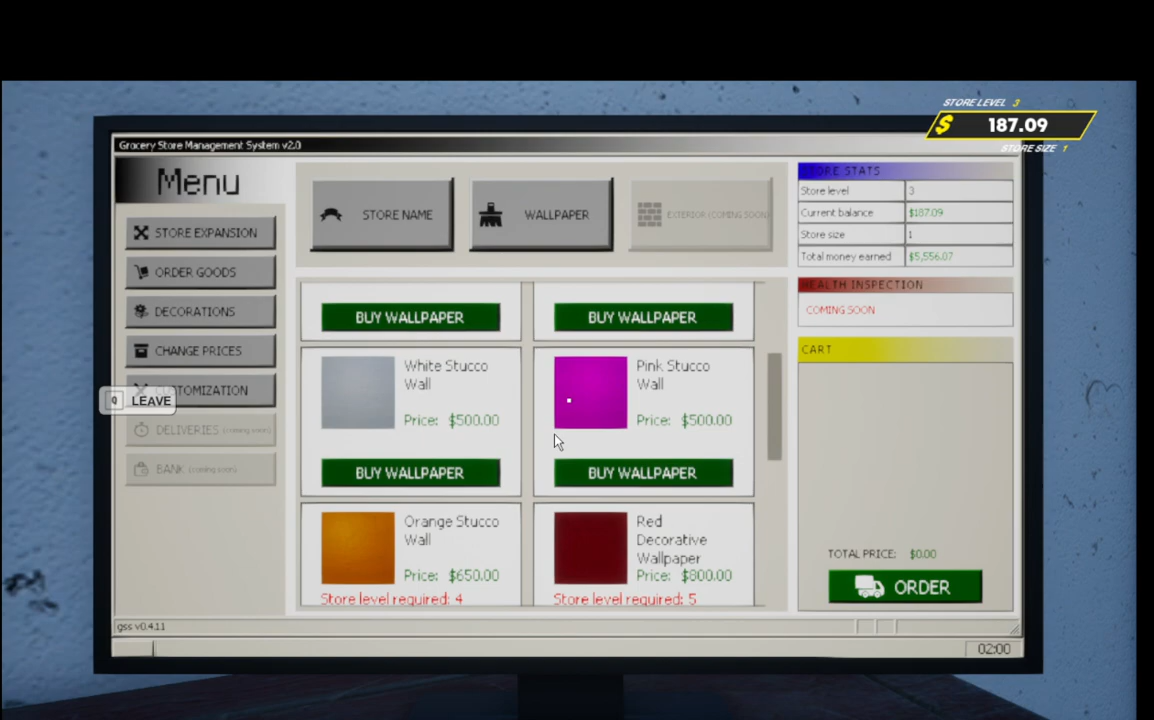 STORE LEVEL 3
$ 187.09
STORE SIZE 1
Grocery Store Management System v2.0
Menu
STORE EXPANSION
ORDER GOODS
DECORATIONS
CHANGE PRICES
CUSTOMIZATION
Q LEAVE
DELIVERIES (coming soon)
BANK (coming soon)
STORE NAME
WALLPAPER
EXTERIOR (COMING SOON)
BUY WALLPAPER
BUY WALLPAPER
White Stucco
Wall
Price: $500.00
BUY WALLPAPER
Pink Stucco
Wall
Price: $500.00
BUY WALLPAPER
Orange Stucco
Wall
Price: $650.00
Store level required: 4
Red
Decorative
Wallpaper
Price: $800.00
Store level required: 5
STORE STATS
Store level 3
Current balance $187.09
Store size 1
Total money earned $5,556.07
HEALTH INSPECTION
COMING SOON
CART
TOTAL PRICE: $0.00
ORDER
gss v0.4.11
02:00